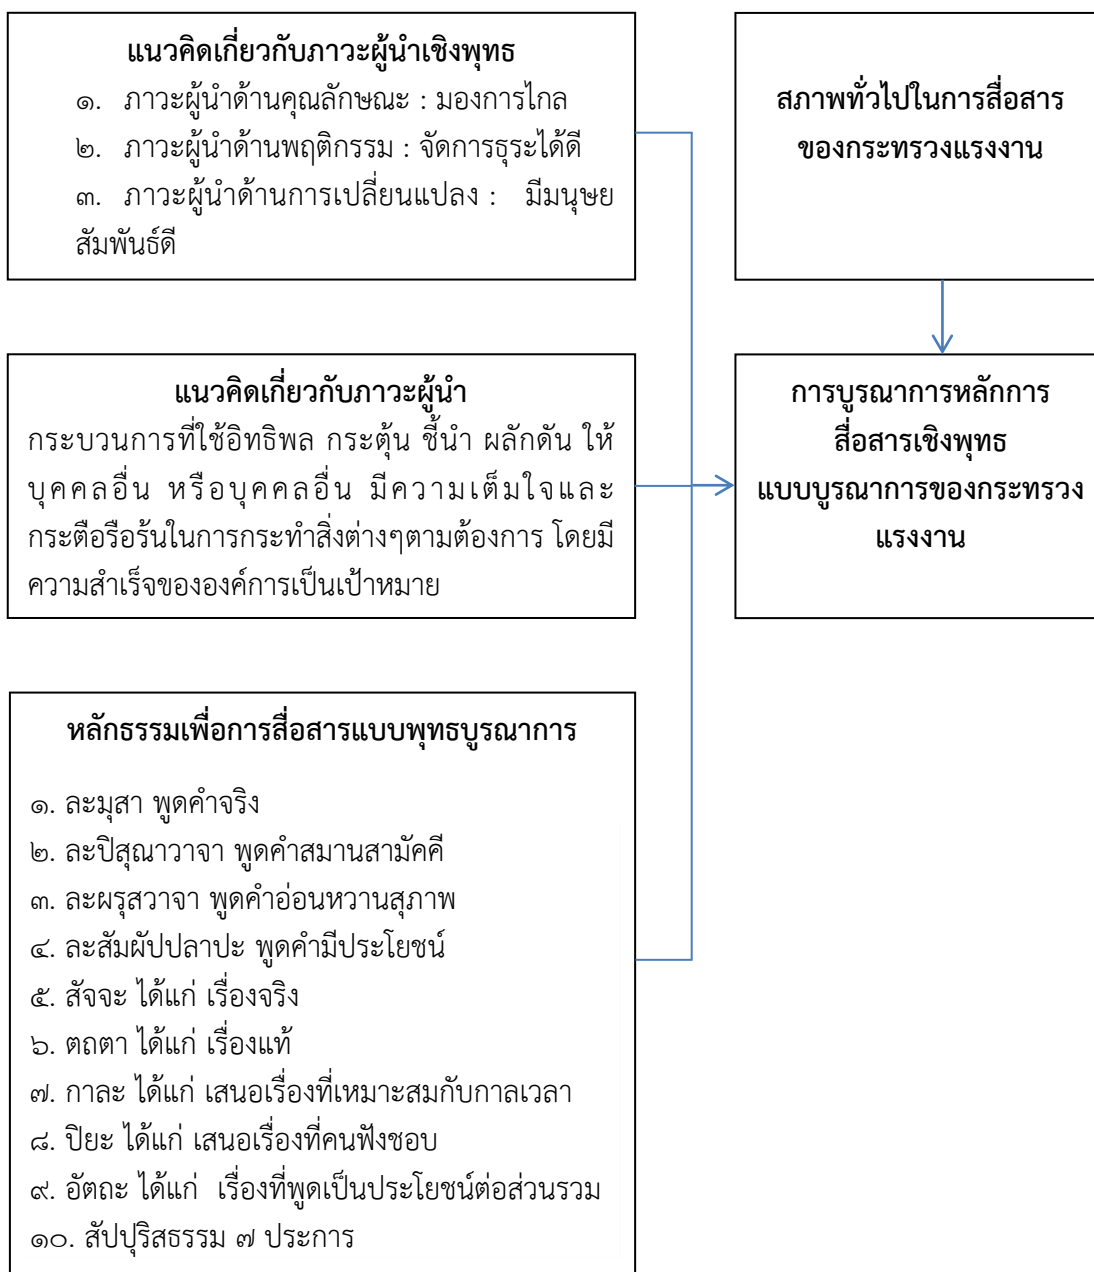 แนวคิดเกี่ยวกับภาวะผู้นำเชิงพุทธ
๑. ภาวะผู้นำด้านคุณลักษณะ : มองการไกล
๒. ภาวะผู้นำด้านพฤติกรรม : จัดการธุระได้ดี
๓. ภาวะผู้นำด้านการเปลี่ยนแปลง : มีมนุษย
สัมพันธ์ดี
สภาพทั่วไปในการสื่อสาร
ของกระทรวงแรงงาน
แนวคิดเกี่ยวกับภาวะผู้นำ
กระบวนการที่ใช้อิทธิพล กระตุ้น ชี้นำ ผลักดัน ให้
บุคคลอื่น หรือบุคคลอื่น มีความเต็มใจและ
กระตือรือร้นในการกระทำสิ่งต่างๆตามต้องการ โดยมี
ความสำเร็จขององค์การเป็นเป้าหมาย
การบูรณาการหลักการ
สื่อสารเชิงพุทธ
แบบบูรณาการของกระทรวง
แรงงาน
หลักธรรมเพื่อการสื่อสารแบบพุทธบูรณาการ
๑. ละมุสา พูดคำจริง
๒. ละปิสุณาวาจา พูดคำสมานสามัคคี
๓. ละผรุสวาจา พูดคำอ่อนหวานสุภาพ
๔. ละสัมผัปปลาปะ พูดคำมีประโยชน์
๕. สัจจะ ได้แก่ เรื่องจริง
๖. ตถตา ได้แก่ เรื่องแท้
๗. กาละ ได้แก่ เสนอเรื่องที่เหมาะสมกับกาลเวลา
๘. ปิยะ ได้แก่ เสนอเรื่องที่คนฟังชอบ
๙. อัตถะ ได้แก่ เรื่องที่พูดเป็นประโยชน์ต่อส่วนรวม
๑๐. สัปปุริสธรรม ๗ ประการ